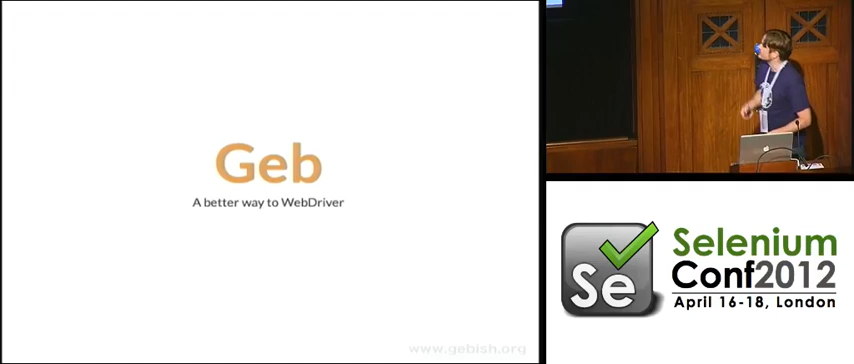 Geb
A better way to WebDriver
www.gebish.org
Se
Selenium
Conf2012
April 16-18, London